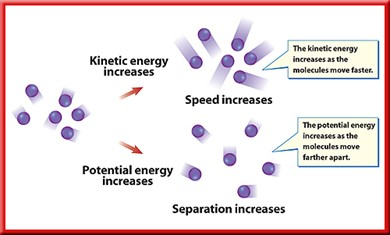 Kinetic energy
increases
Speed increases
The kinetic energy
increases as the
molecules move faster.
Potential energy
increases
Separation increases
The potential energy
increases as the
molecules move
farther apart.